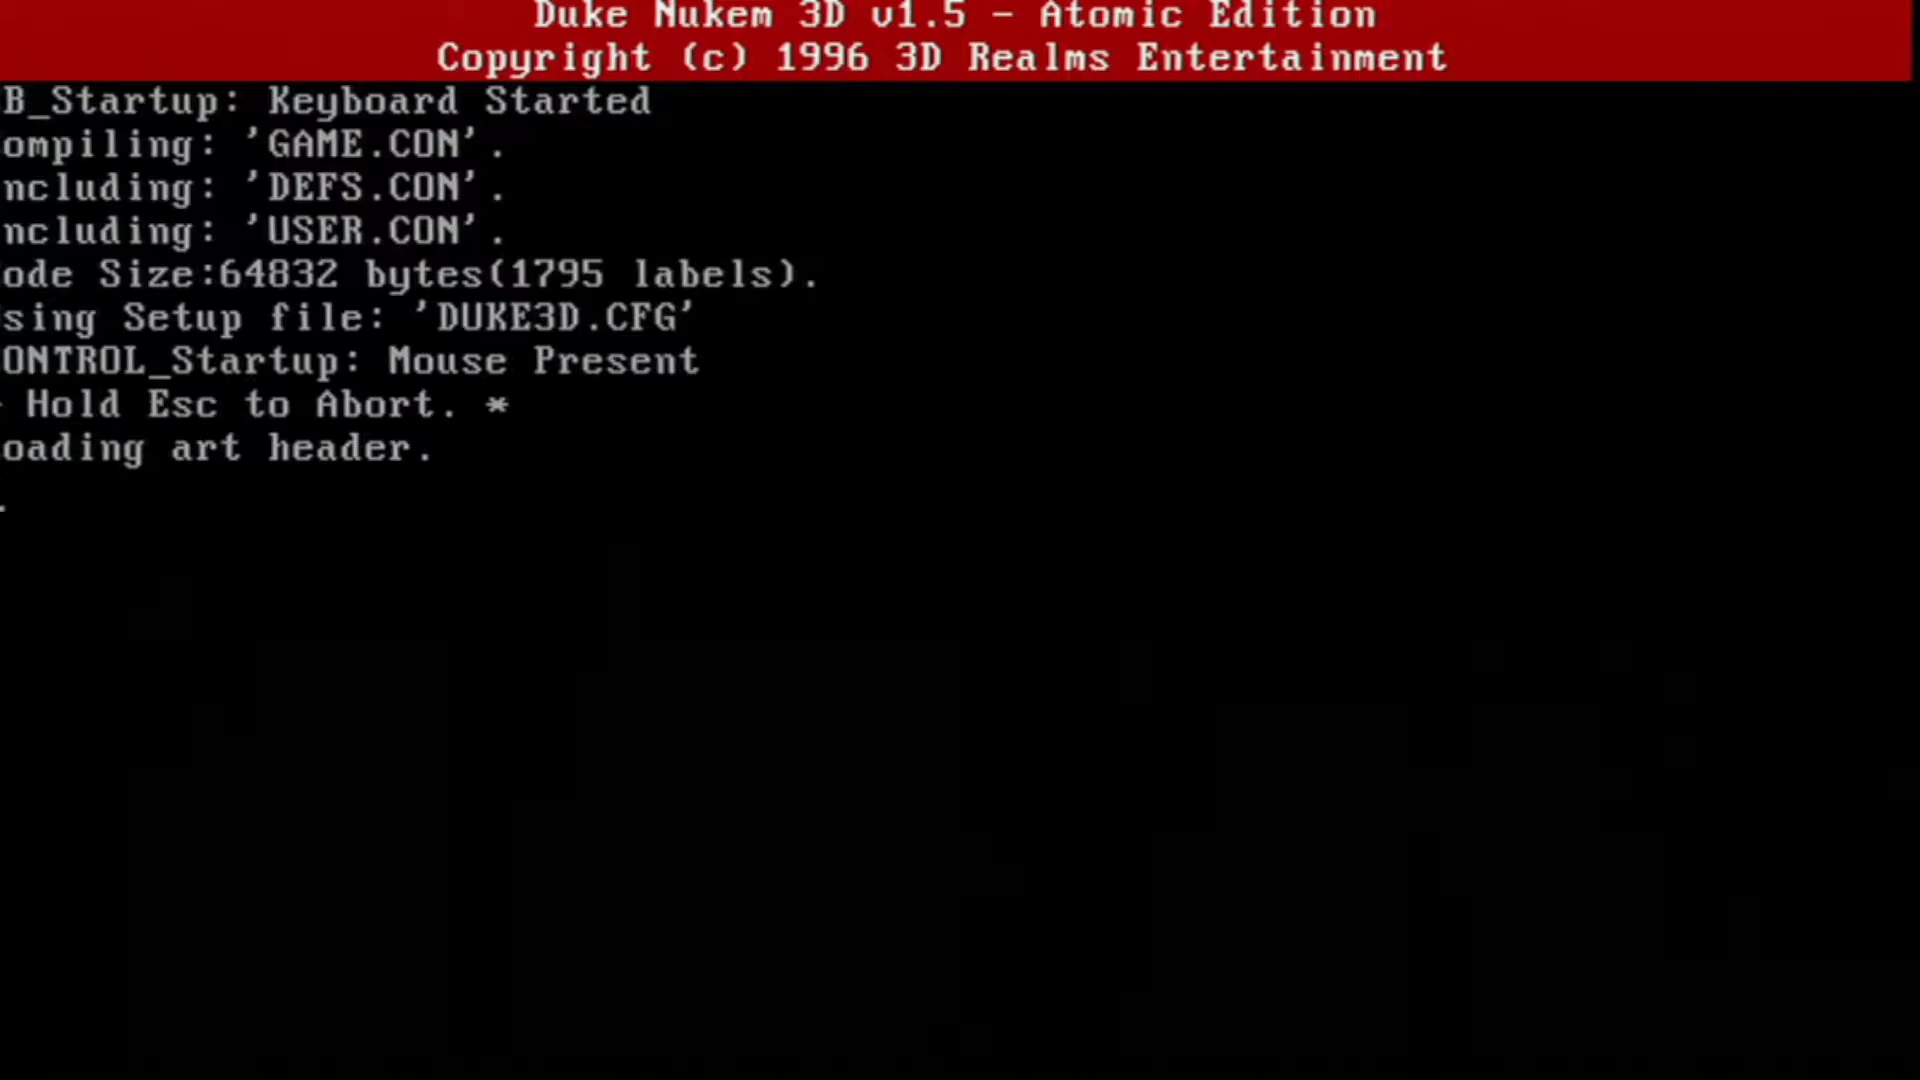 Duke Nukem 3D v1.5 - Atomic Edition
Copyright (c) 1996 3D Realms Entertainment
B_Startup: Keyboard Started
ompiling: 'GAME.CON'.
ncluding: 'DEFS.CON'.
ncluding: 'USER.CON'.
ode Size:64832 bytes(1795 labels).
sing Setup file: 'DUKE3D.CFG'
ONTROL_Startup: Mouse Present
Hold Esc to Abort. *
oading art header.
.